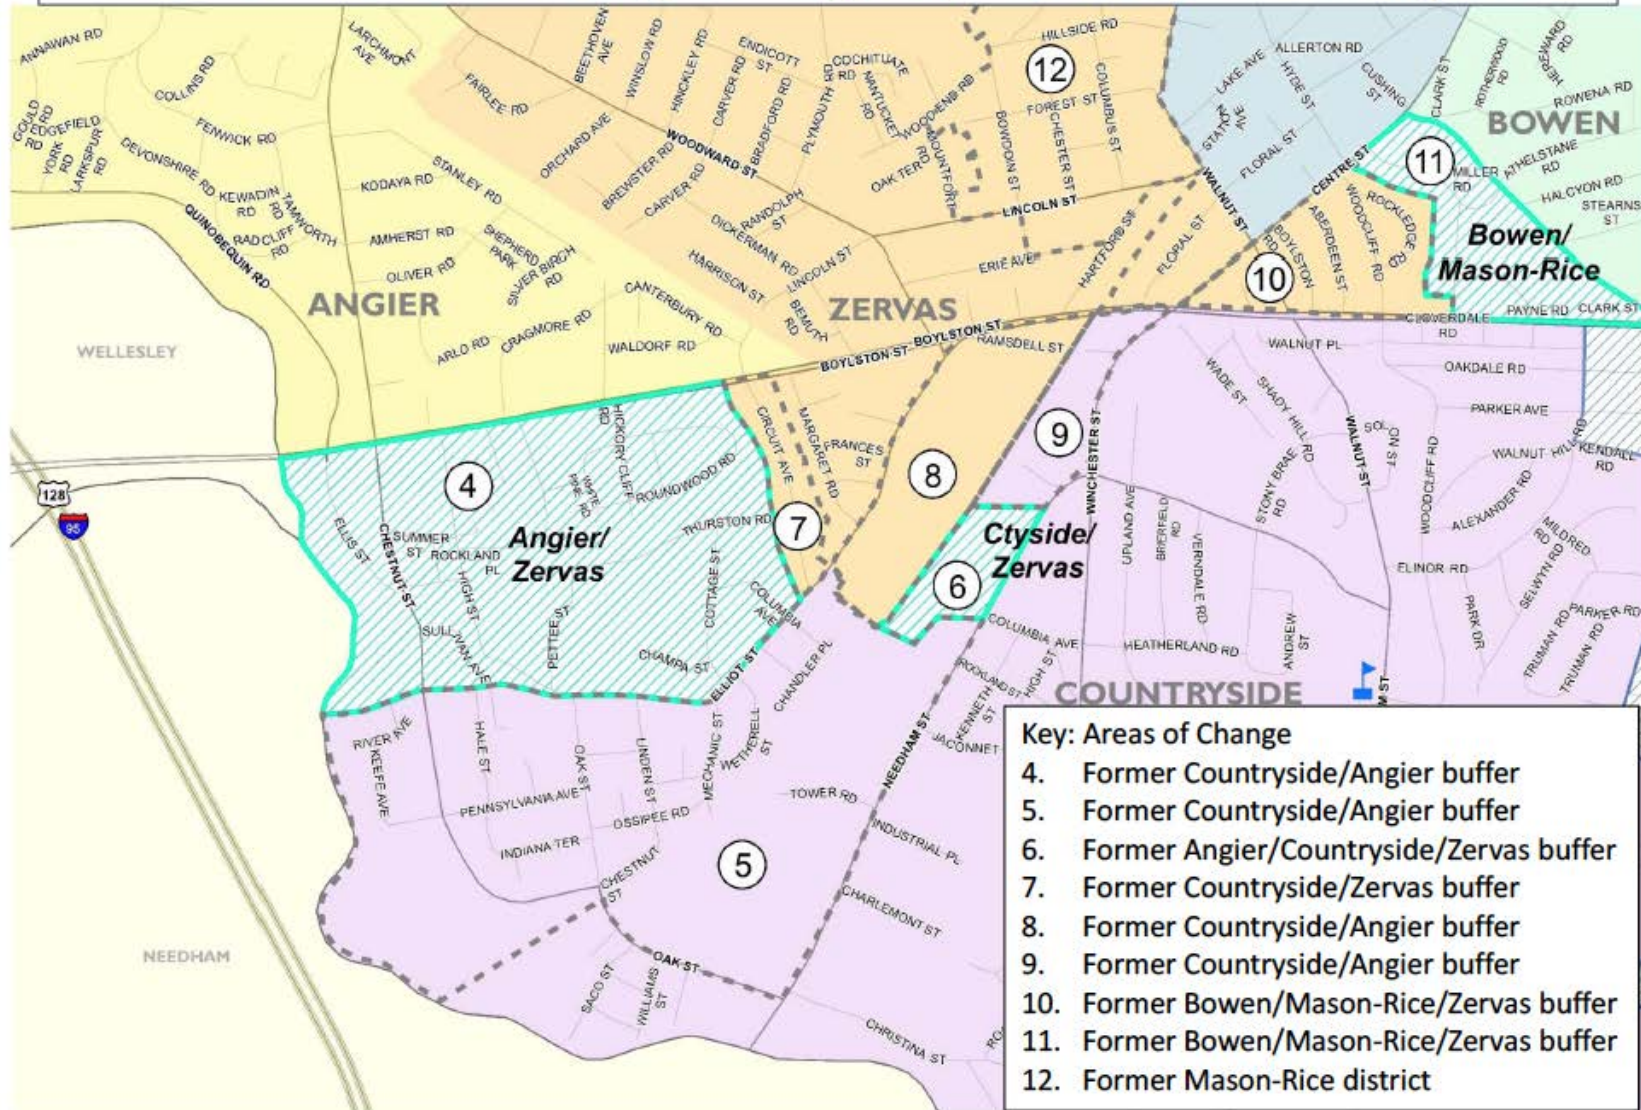 ANNAWAN RD
LARCHMONT AVE
COLLINS RD
GOULD RD
EDGEFIELD RD
YORK RD
LARKSPUR RD
FENWICK RD
DEVONSHIRE RD
KEWADIN RD
TAMWORTH RD
RADCLIFF RD
QUINOBEQUIN RD
KODAYA RD
STANLEY RD
AMHERST RD
SHEPHERD PARK
OLIVER RD
SILVER BIRCH RD
ANGIER
ARLO RD
CRAGMORE RD
CANTERBURY RD
WALDORF RD
WELLESLEY
FAIRLEE RD
BEETHOVEN AVE
WINSLOW RD
HINCKLEY RD
ENDICOTT ST
CARVER RD
BRADFORD RD
PLYMOUTH RD
COCHITUATE RD
NANTUCKET RD
WOODEND RD
HILLSIDE RD
12
COLUMBUS ST
FOREST ST
CHESTER ST
BOWDOIN ST
MOUNTFORT RD
OAK TER
ORCHARD AVE
BREWSTER RD
WOODWARD ST
CARVER RD
RANDOLPH ST
DICKERMAN RD
LINCOLN ST
LINCOLN ST
HARRISON ST
BEMUTH RD
ERIE AVE
HARTFORD ST
FLORAL ST
ZERVAS
BOYLSTON ST
BOYLSTON ST
RAMSDELL ST
LAKE AVE
ALLERTON RD
HYDE ST
CUSHING ST
STATION AVE
FLORAL ST
WALNUT ST
CENTRE ST
CLARK ST
ROTHERWOOD RD
HEREWARD RD
ROWENA RD
BOWEN
11
MILLER RD
ATHELSTANE RD
HALCYON RD
STEARNS ST
Bowen/
Mason-Rice
ROCKLEDGE RD
WOODCLIFF RD
ABERDEEN ST
BOYLSTON RD
10
PAYNE RD
CLARK ST
CLOVERDALE RD
WALNUT PL
OAKDALE RD
WADE ST
SHADY HILL RD
PARKER AVE
WALNUT ST
SOLON ST
WALNUT HILL RD
KENDALL RD
WOODCLIFF RD
ALEXANDER RD
STONY BRAE RD
MILDRED RD
SELWYN RD
ELINOR RD
PARK DR
PARKER RD
TRUMAN RD
TRUMAN RD
9
WINCHESTER ST
UPLAND AVE
BRIERFIELD RD
VERNDALE RD
HEATHERLAND RD
ANDREW ST
COUNTRYSIDE
4
HICKORY CLIFF RD
WHITE PINE RD
ROUNDWOOD RD
THURSTON RD
ELLIS ST
CHESTNUT ST
SUMMER ST
ROCKLAND PL
HIGH ST
Angier/
Zervas
COTTAGE ST
COLUMBIA AVE
SULLIVAN AVE
PETTEE ST
CHAMPA ST
ELLIOT ST
CIRCUIT AVE
MARGARET RD
FRANCES ST
7
8
Ctyside/
Zervas
6
COLUMBIA AVE
ROCKLAND ST
HIGH ST
KENNETH ST
JACONNET
NEEDHAM ST
CHANDLER PL
128
95
NEEDHAM
RIVER AVE
KEEFE AVE
HALE ST
OAK ST
LINDEN ST
MECHANIC ST
WETHERELL ST
PENNSYLVANIA AVE
OSSIPEE RD
INDIANA TER
CHESTNUT ST
TOWER RD
INDUSTRIAL PL
5
CHARLEMONT ST
OAK ST
SACO ST
WILLIAMS ST
CHRISTINA ST
M ST
Key: Areas of Change
4. Former Countryside/Angier buffer
5. Former Countryside/Angier buffer
6. Former Angier/Countryside/Zervas buffer
7. Former Countryside/Zervas buffer
8. Former Countryside/Angier buffer
9. Former Countryside/Angier buffer
10. Former Bowen/Mason-Rice/Zervas buffer
11. Former Bowen/Mason-Rice/Zervas buffer
12. Former Mason-Rice district